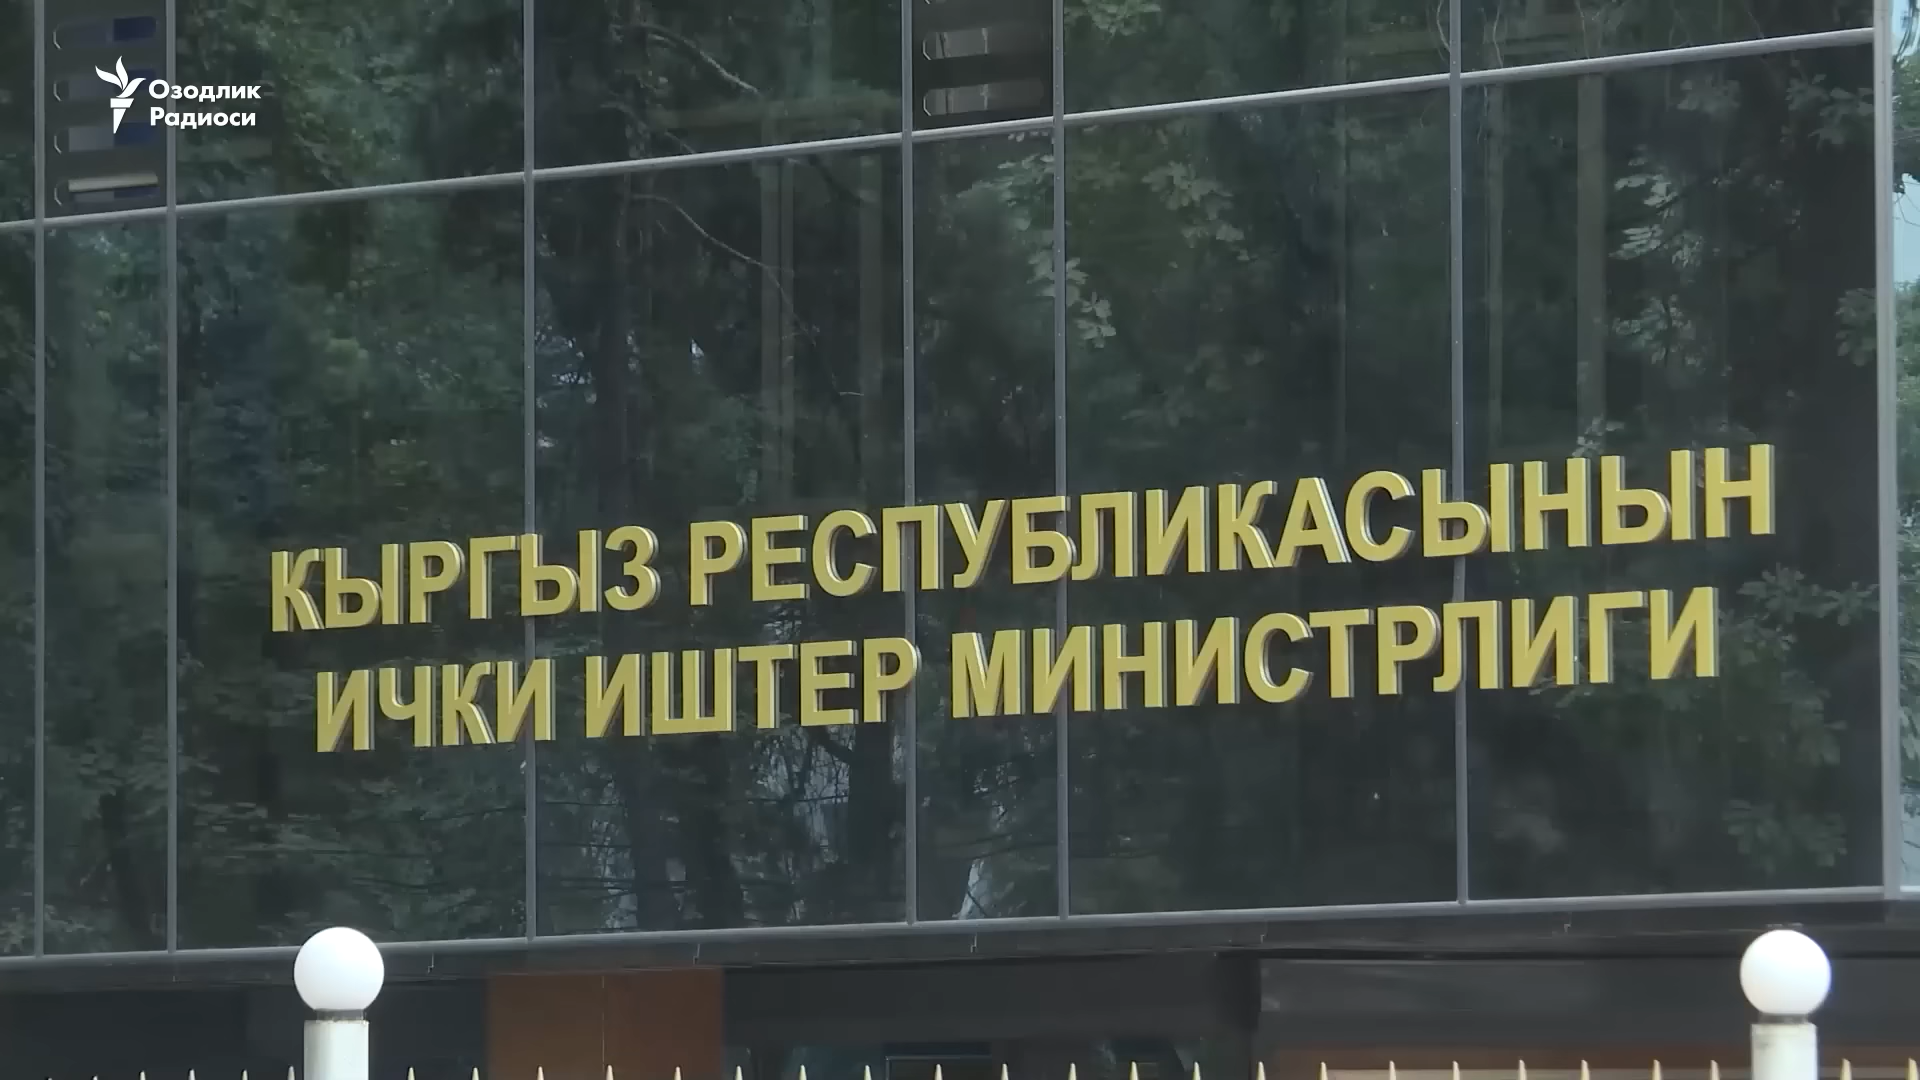 Озодлик
Радиоси
КЫРГЫЗ РЕСПУБЛИКАСЫНЫН
ИЧКИ ИШТЕР МИНИСТРЛИГИ